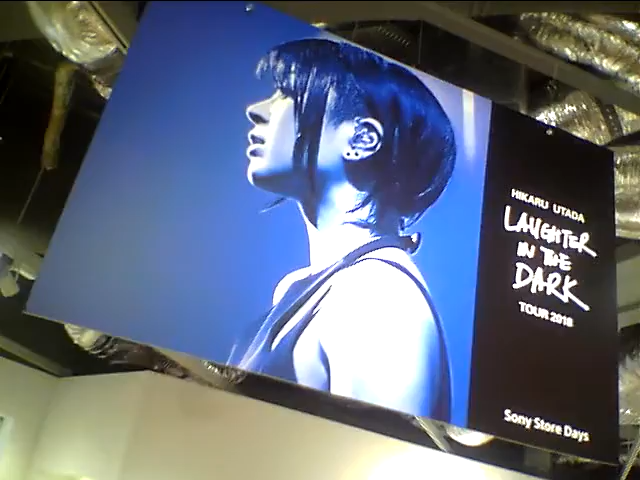 HIKARU UTADA
LAUGHTER
IN THE
DARK
TOUR 2018
Sony Store Days